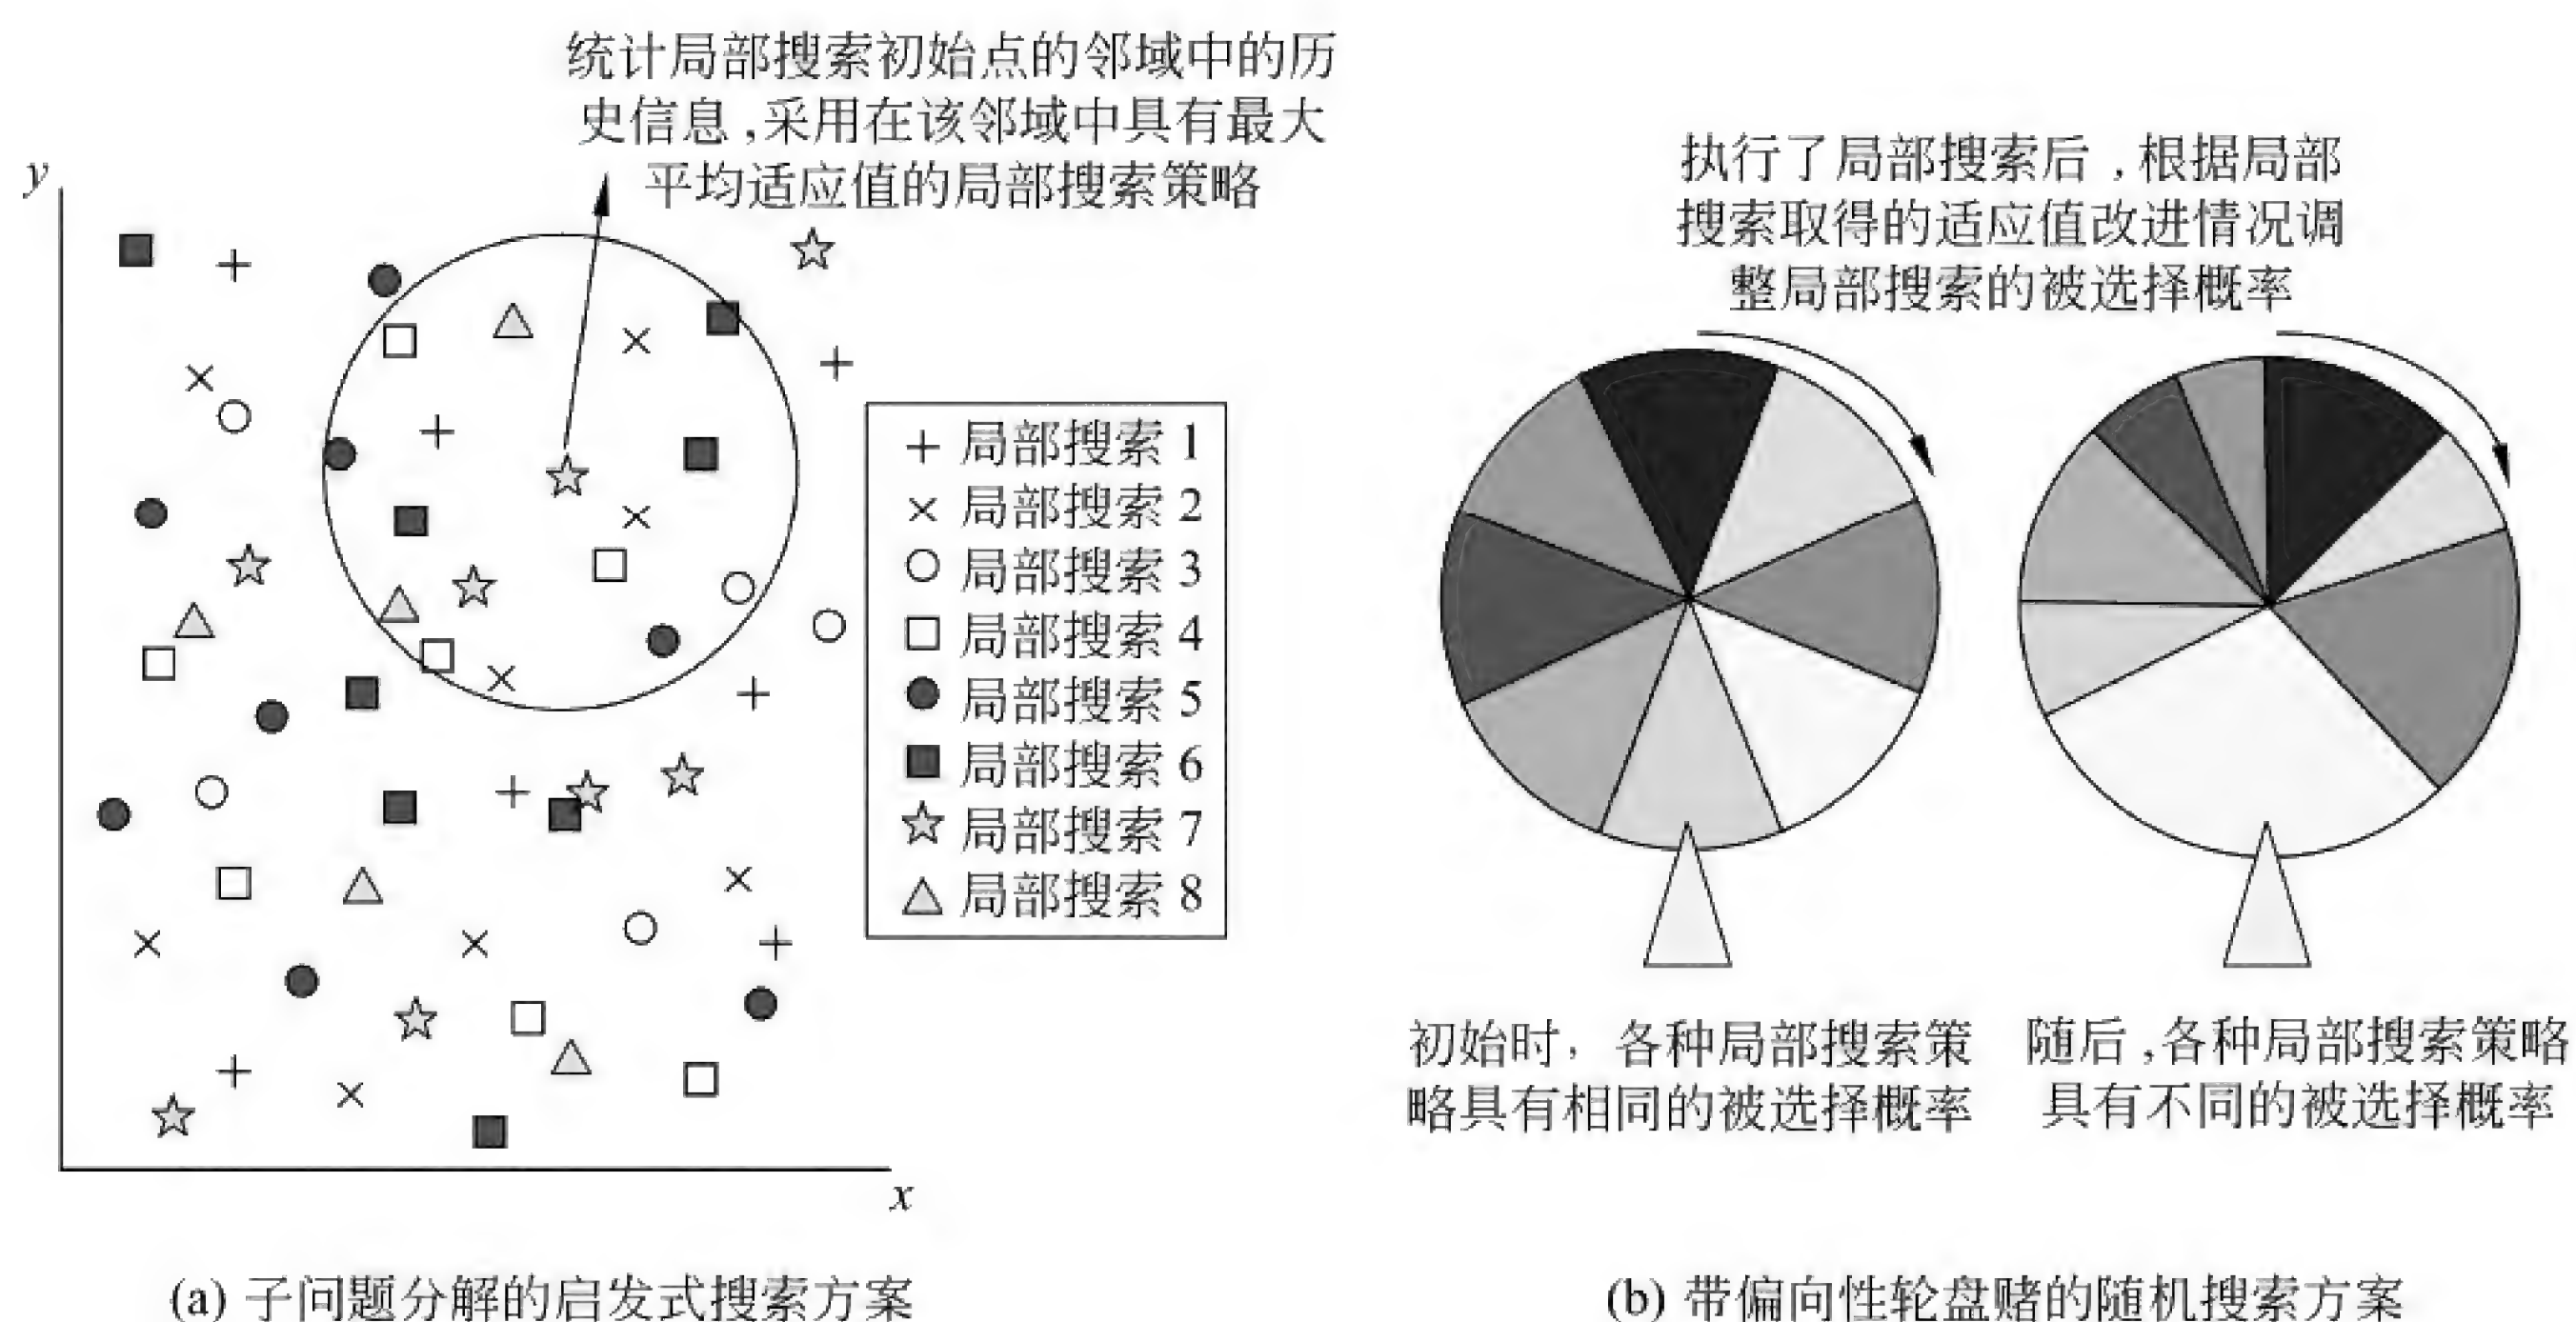 统计局部搜索初始点的邻域中的历
史信息,采用在该邻域中具有最大
平均适应值的局部搜索策略
y
局部搜索 1
局部搜索 2
局部搜索 3
局部搜索 4
局部搜索 5
局部搜索 6
局部搜索 7
局部搜索 8
x
(a) 子问题分解的启发式搜索方案
执行了局部搜索后,根据局部
搜索取得的适应值改进情况调
整局部搜索的被选择概率
初始时，各种局部搜索策
略具有相同的被选择概率
随后,各种局部搜索策略
具有不同的被选择概率
(b) 带偏向性轮盘赌的随机搜索方案